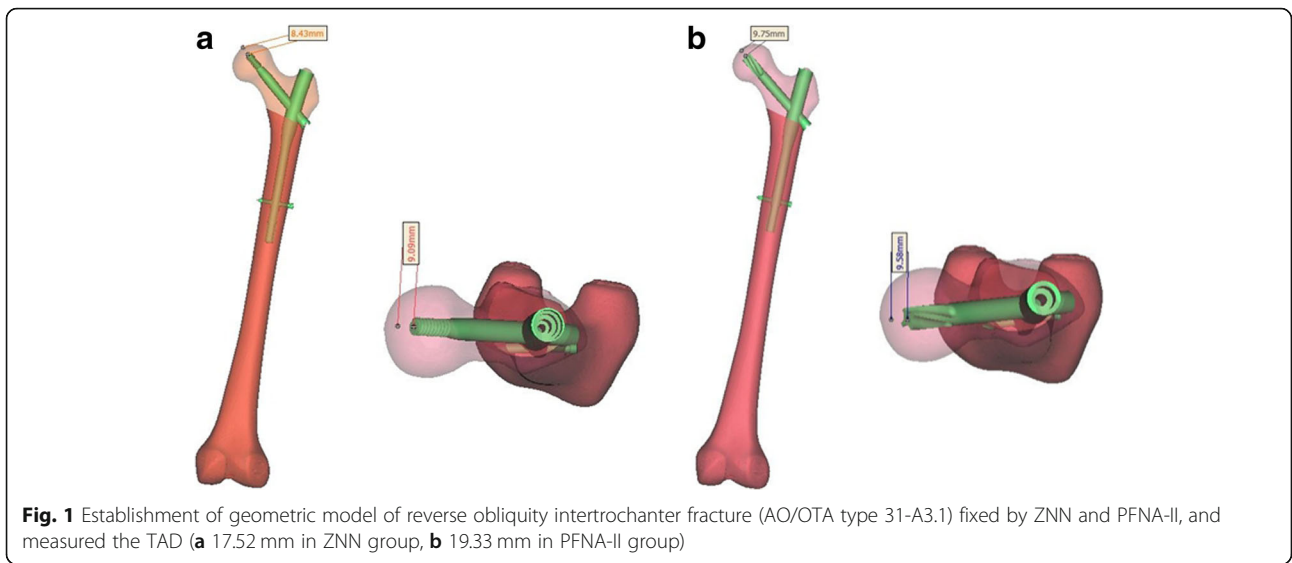 a
8.43mm
9.09mm
b
9.75mm
9.58mm
Fig. 1 Establishment of geometric model of reverse obliquity intertrochanter fracture (AO/OTA type 31-A3.1) fixed by ZNN and PFNA-II, and
measured the TAD (a 17.52 mm in ZNN group, b 19.33 mm in PFNA-II group)